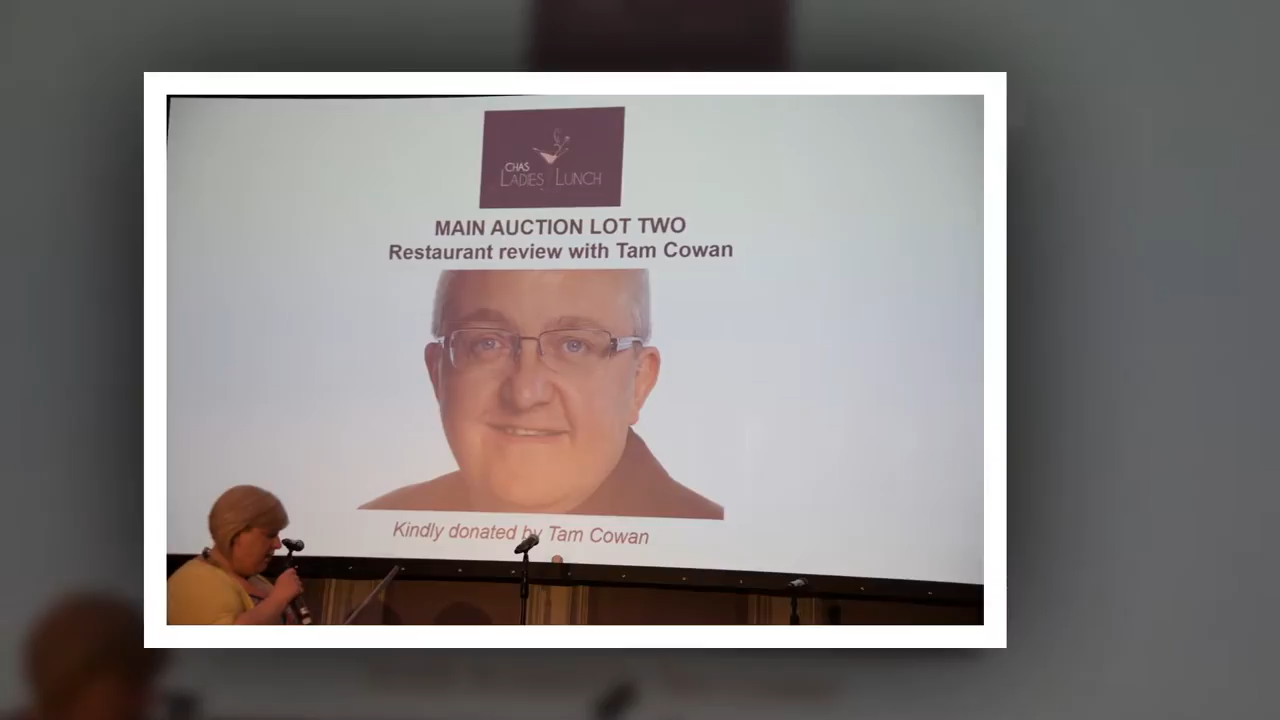 CHAS
LADIES LUNCH
MAIN AUCTION LOT TWO
Restaurant review with Tam Cowan
Kindly donated by Tam Cowan